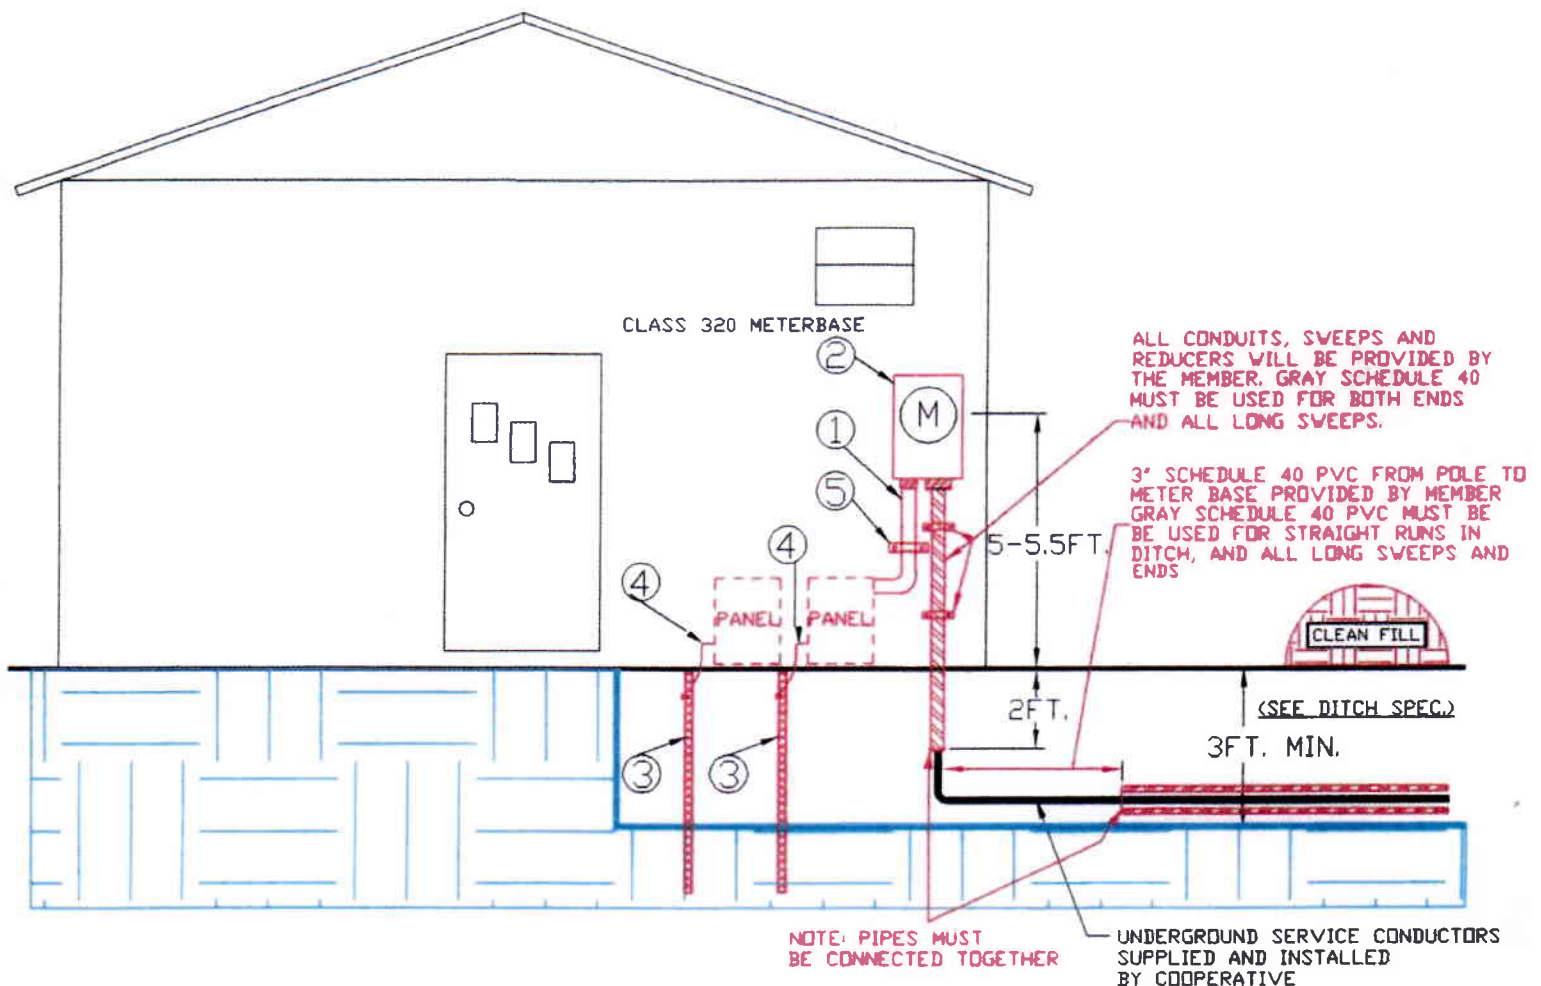 CLASS 320 METERBASE
2
M
1
5
4
4
5-5.5FT.
ALL CONDUITS, SWEEPS AND
REDUCERS WILL BE PROVIDED BY
THE MEMBER. GRAY SCHEDULE 40
MUST BE USED FOR BOTH ENDS
AND ALL LONG SWEEPS.
3" SCHEDULE 40 PVC FROM POLE TO
METER BASE PROVIDED BY MEMBER
GRAY SCHEDULE 40 PVC MUST BE
BE USED FOR STRAIGHT RUNS IN
DITCH, AND ALL LONG SWEEPS AND
ENDS
PANEL
PANEL
CLEAN FILL
2FT.
(SEE DITCH SPEC.)
3FT. MIN.
3
3
NOTE: PIPES MUST
BE CONNECTED TOGETHER
UNDERGROUND SERVICE CONDUCTORS
SUPPLIED AND INSTALLED
BY COOPERATIVE